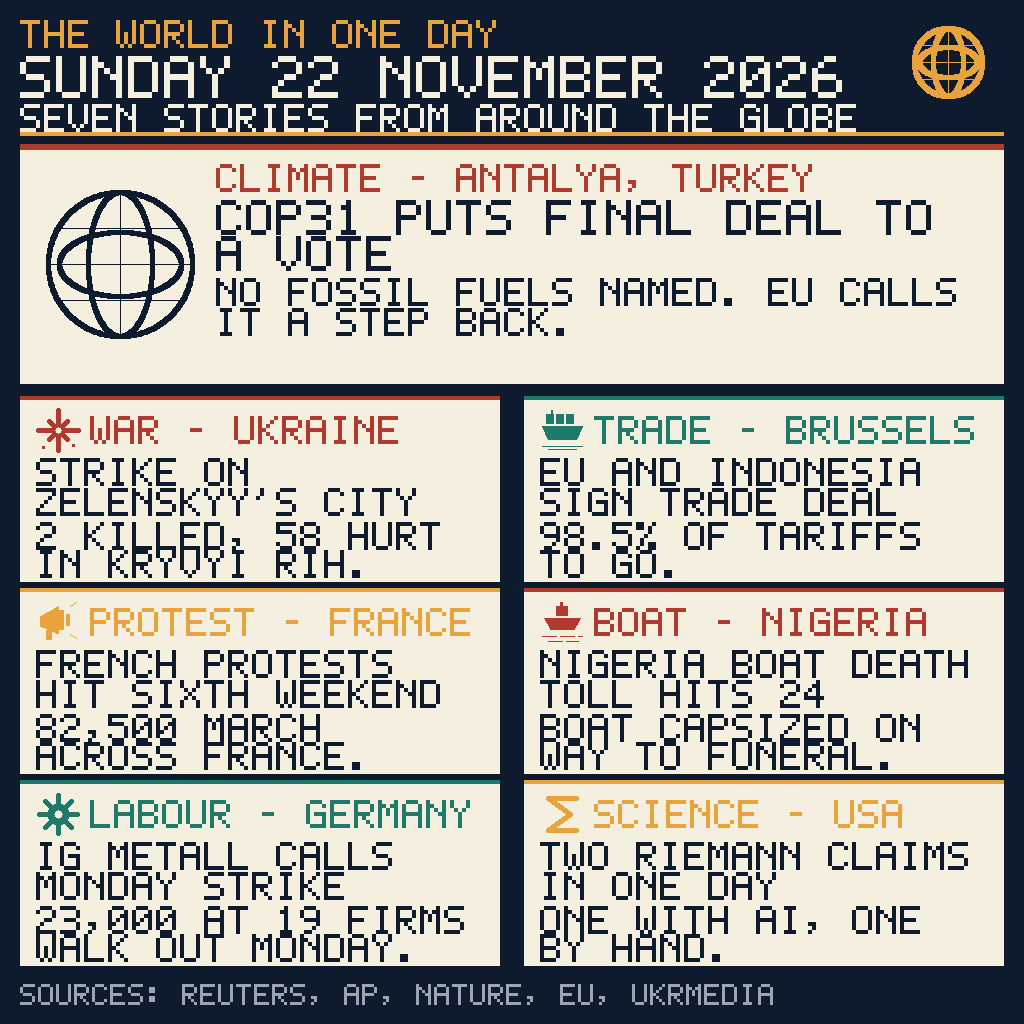 THE WORLD IN ONE DAY
SUNDAY 22 NOVEMBER 2026
SEVEN STORIES FROM AROUND THE GLOBE
CLIMATE - ANTALYA, TURKEY
COP31 PUTS FINAL DEAL TO
A VOTE
NO FOSSIL FUELS NAMED. EU CALLS
IT A STEP BACK.
WAR - UKRAINE
STRIKE ON
ZELENSKYY'S CITY
2 KILLED, 58 HURT
IN KRYVYI RIH.
TRADE - BRUSSELS
EU AND INDONESIA
SIGN TRADE DEAL
98.5% OF TARIFFS
TO GO.
PROTEST - FRANCE
FRENCH PROTESTS
HIT SIXTH WEEKEND
82,500 MARCH
ACROSS FRANCE.
BOAT - NIGERIA
NIGERIA BOAT DEATH
TOLL HITS 24
BOAT CAPSIZED ON
WAY TO FUNERAL.
LABOUR - GERMANY
IG METALL CALLS
MONDAY STRIKE
23,000 AT 19 FIRMS
WALK OUT MONDAY.
SCIENCE - USA
TWO RIEMANN CLAIMS
IN ONE DAY
ONE WITH AI, ONE
BY HAND.
SOURCES: REUTERS, AP, NATURE, EU, UKRMEDIA